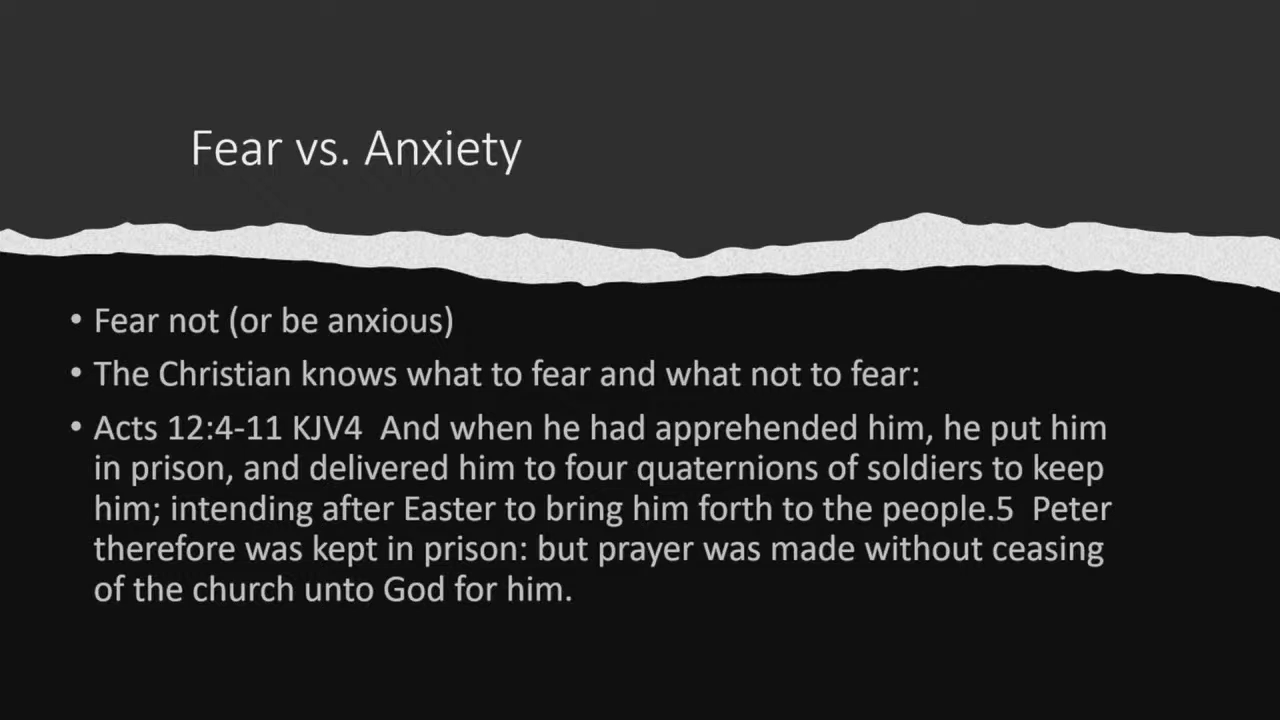 Fear vs. Anxiety
• Fear not (or be anxious)
• The Christian knows what to fear and what not to fear:
• Acts 12:4-11 KJV4  And when he had apprehended him, he put him
in prison, and delivered him to four quaternions of soldiers to keep
him; intending after Easter to bring him forth to the people.5  Peter
therefore was kept in prison: but prayer was made without ceasing
of the church unto God for him.